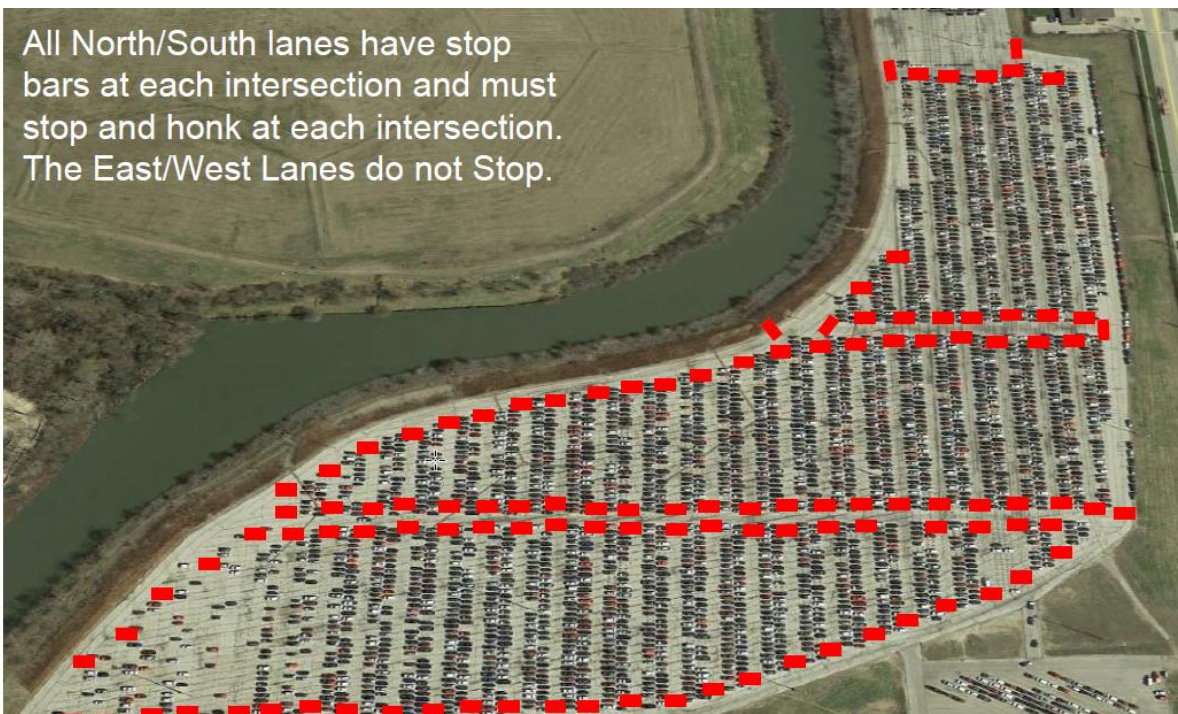 All North/South lanes have stop
bars at each intersection and must
stop and honk at each intersection.
The East/West Lanes do not Stop.